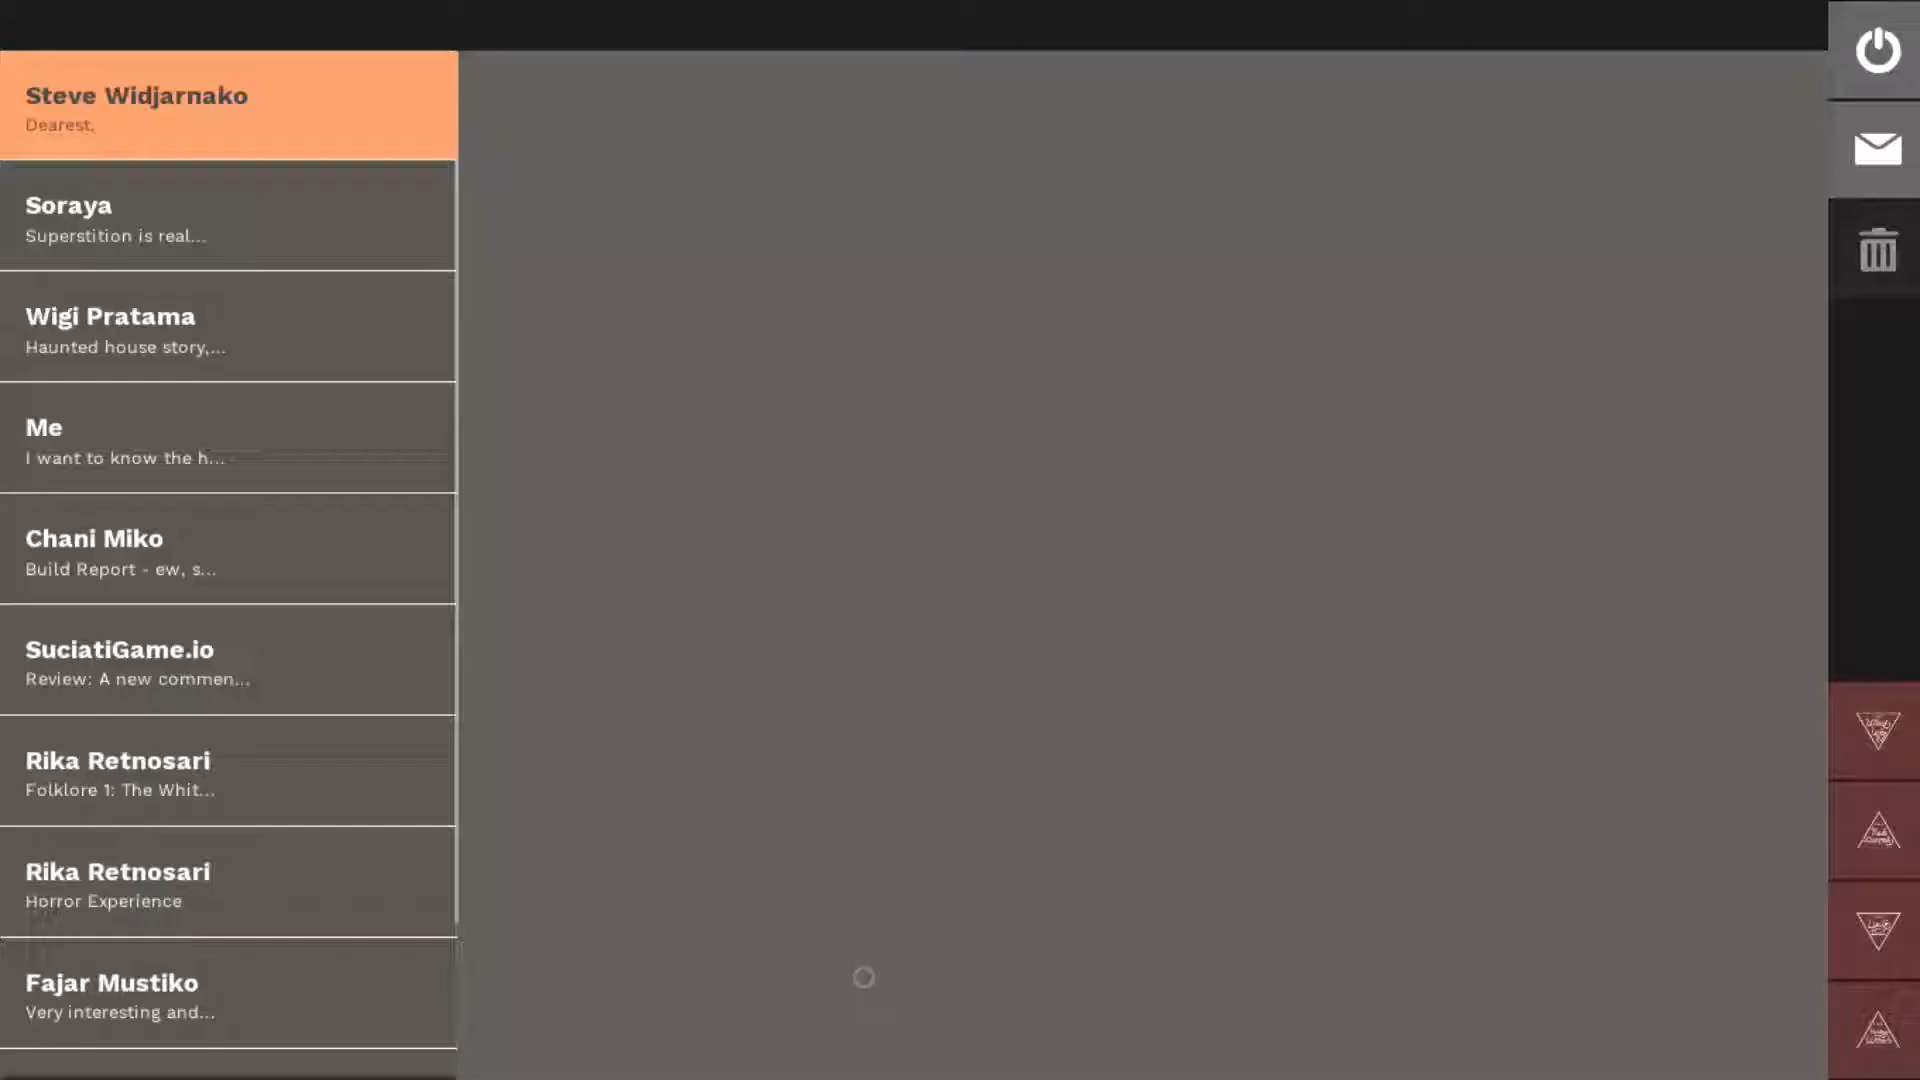 Steve Widjarnako
Dearest,
Soraya
Superstition is real...
Wigi Pratama
Haunted house story,...
Me
I want to know the h...
Chani Miko
Build Report - ew, s...
SuciatiGame.io
Review: A new commen...
Rika Retnosari
Folklore 1: The Whit...
Rika Retnosari
Horror Experience
Fajar Mustiko
Very interesting and...